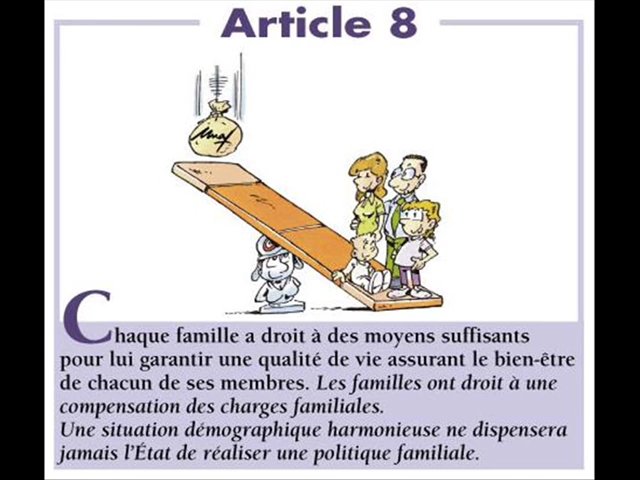 Article 8
Unaf
Chaque famille a droit à des moyens suffisants
pour lui garantir une qualité de vie assurant le bien-être
de chacun de ses membres. Les familles ont droit à une
compensation des charges familiales.
Une situation démographique harmonieuse ne dispensera
jamais l'État de réaliser une politique familiale.